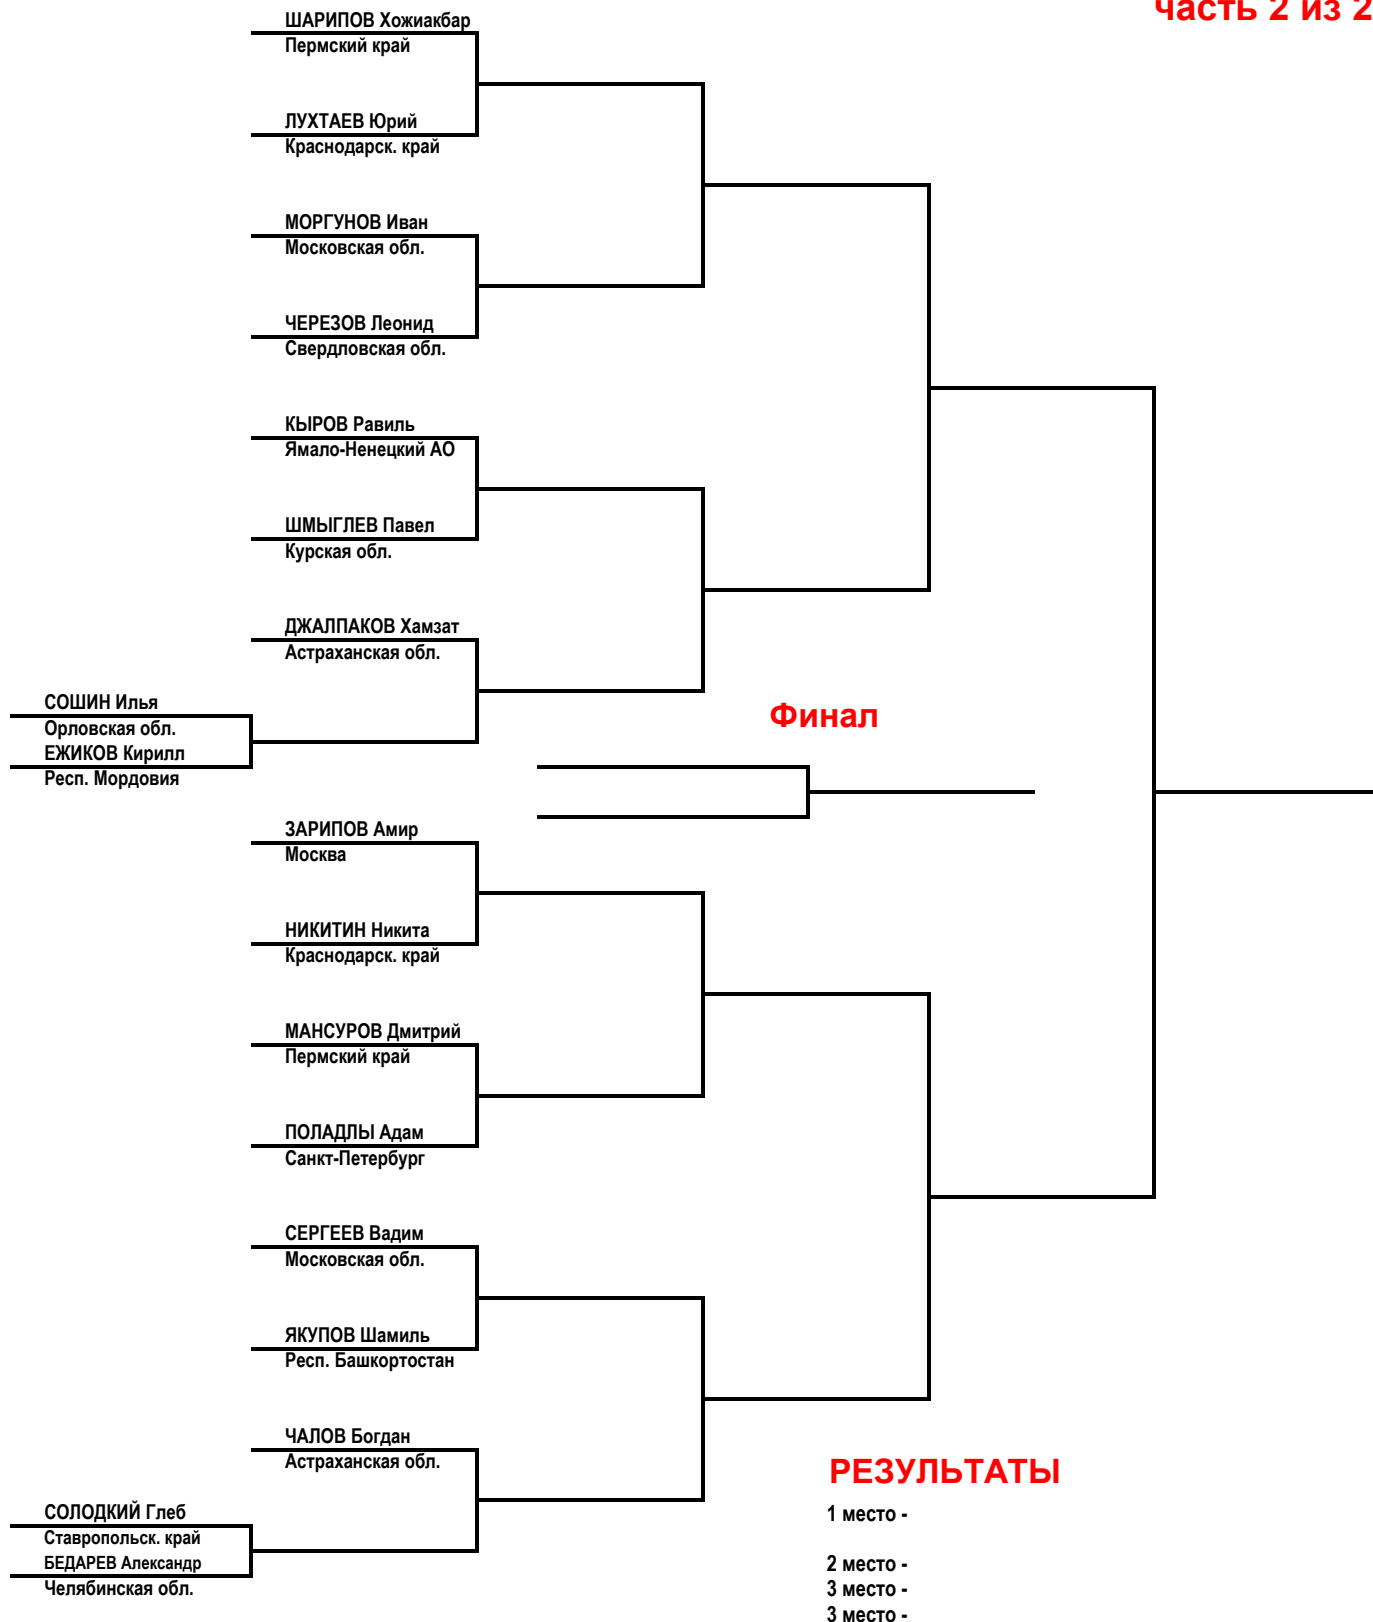 часть 2 из 2
ШАРИПОВ Хожиакбар
Пермский край
ЛУХТАЕВ Юрий
Краснодарск. край
МОРГУНОВ Иван
Московская обл.
ЧЕРЕЗОВ Леонид
Свердловская обл.
КЫРОВ Равиль
Ямало-Ненецкий АО
ШМЫГЛЕВ Павел
Курская обл.
ДЖАЛПАКОВ Хамзат
Астраханская обл.
СОШИН Илья
Орловская обл.
ЕЖИКОВ Кирилл
Респ. Мордовия
Финал
ЗАРИПОВ Амир
Москва
НИКИТИН Никита
Краснодарск. край
МАНСУРОВ Дмитрий
Пермский край
ПОЛАДЛЫ Адам
Санкт-Петербург
СЕРГЕЕВ Вадим
Московская обл.
ЯКУПОВ Шамиль
Респ. Башкортостан
ЧАЛОВ Богдан
Астраханская обл.
СОЛОДКИЙ Глеб
Ставропольск. край
БЕДАРЕВ Александр
Челябинская обл.
РЕЗУЛЬТАТЫ
1 место -
2 место -
3 место -
3 место -